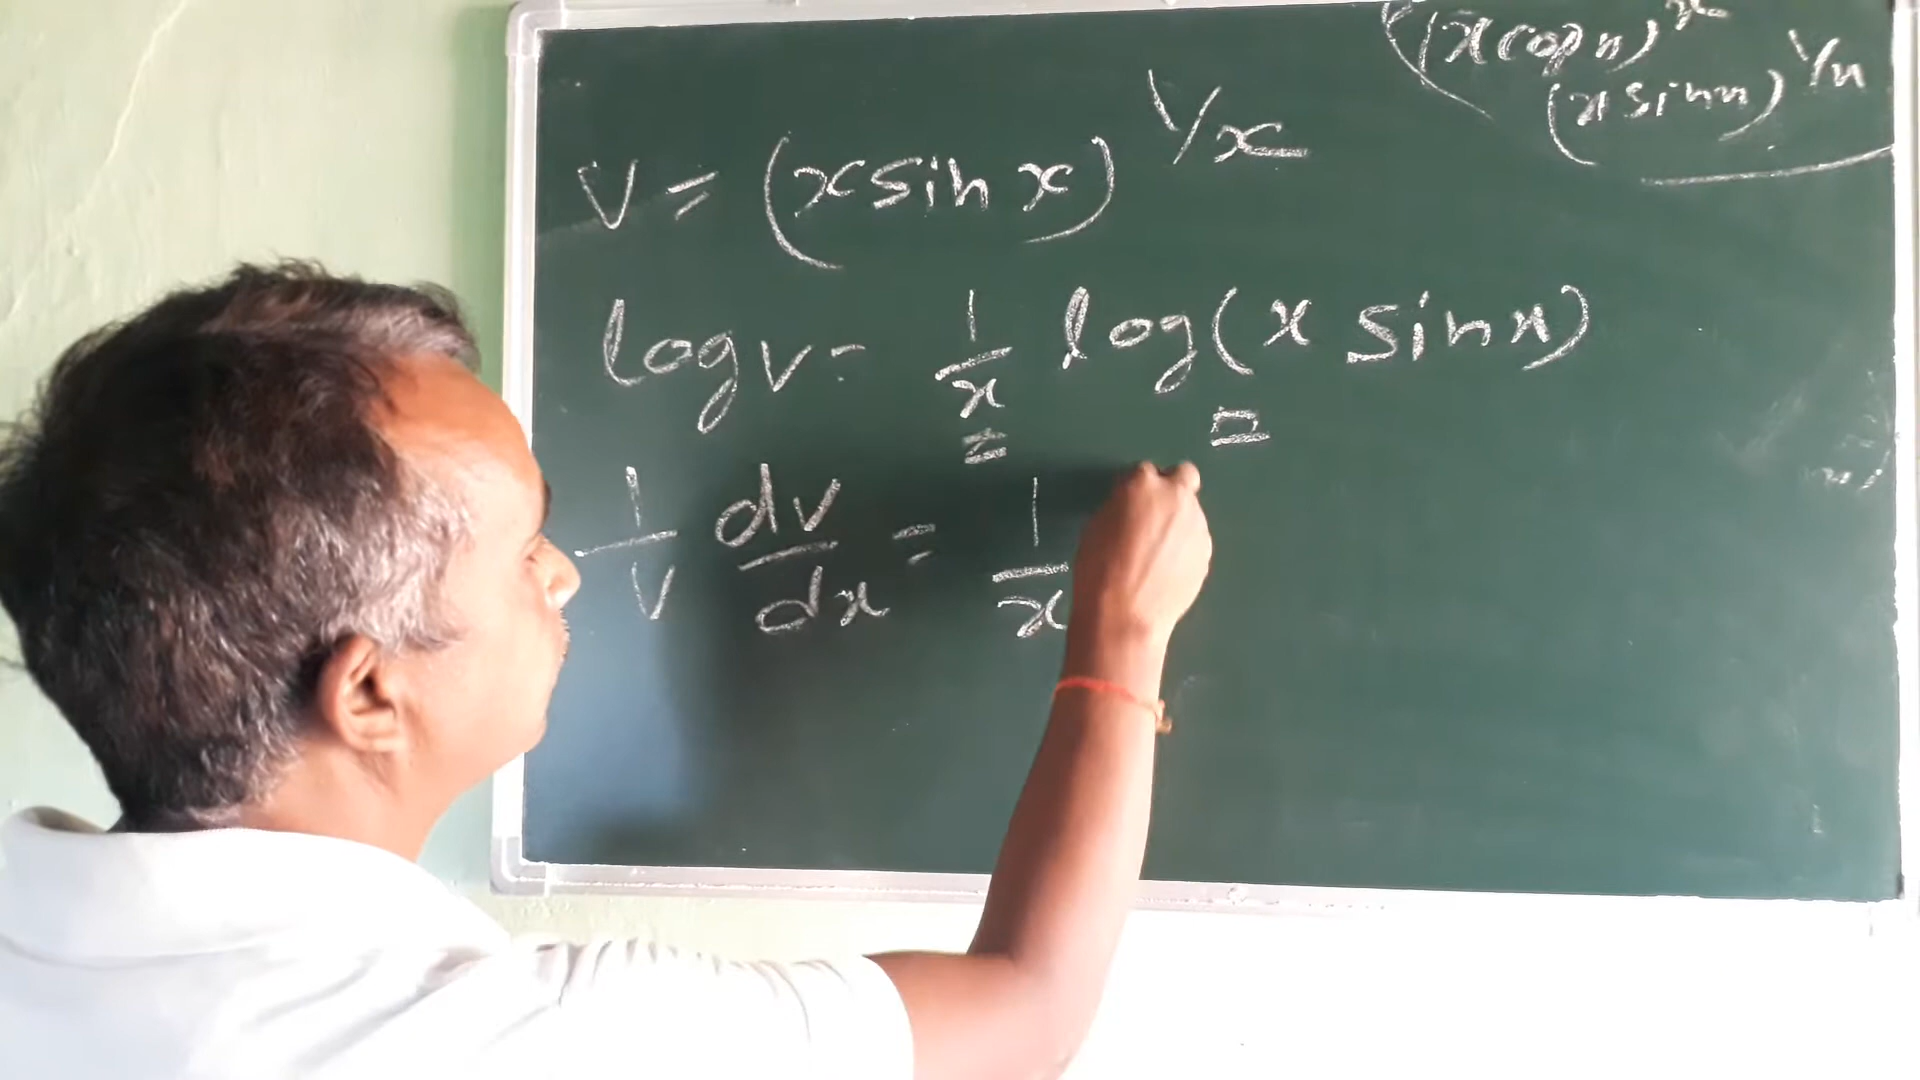 (x cos x)^x
(x sin x)^1/x
v = (x sin x)^1/x
log v = 1/x log (x sin x)
1/v dv/dx = 1/x